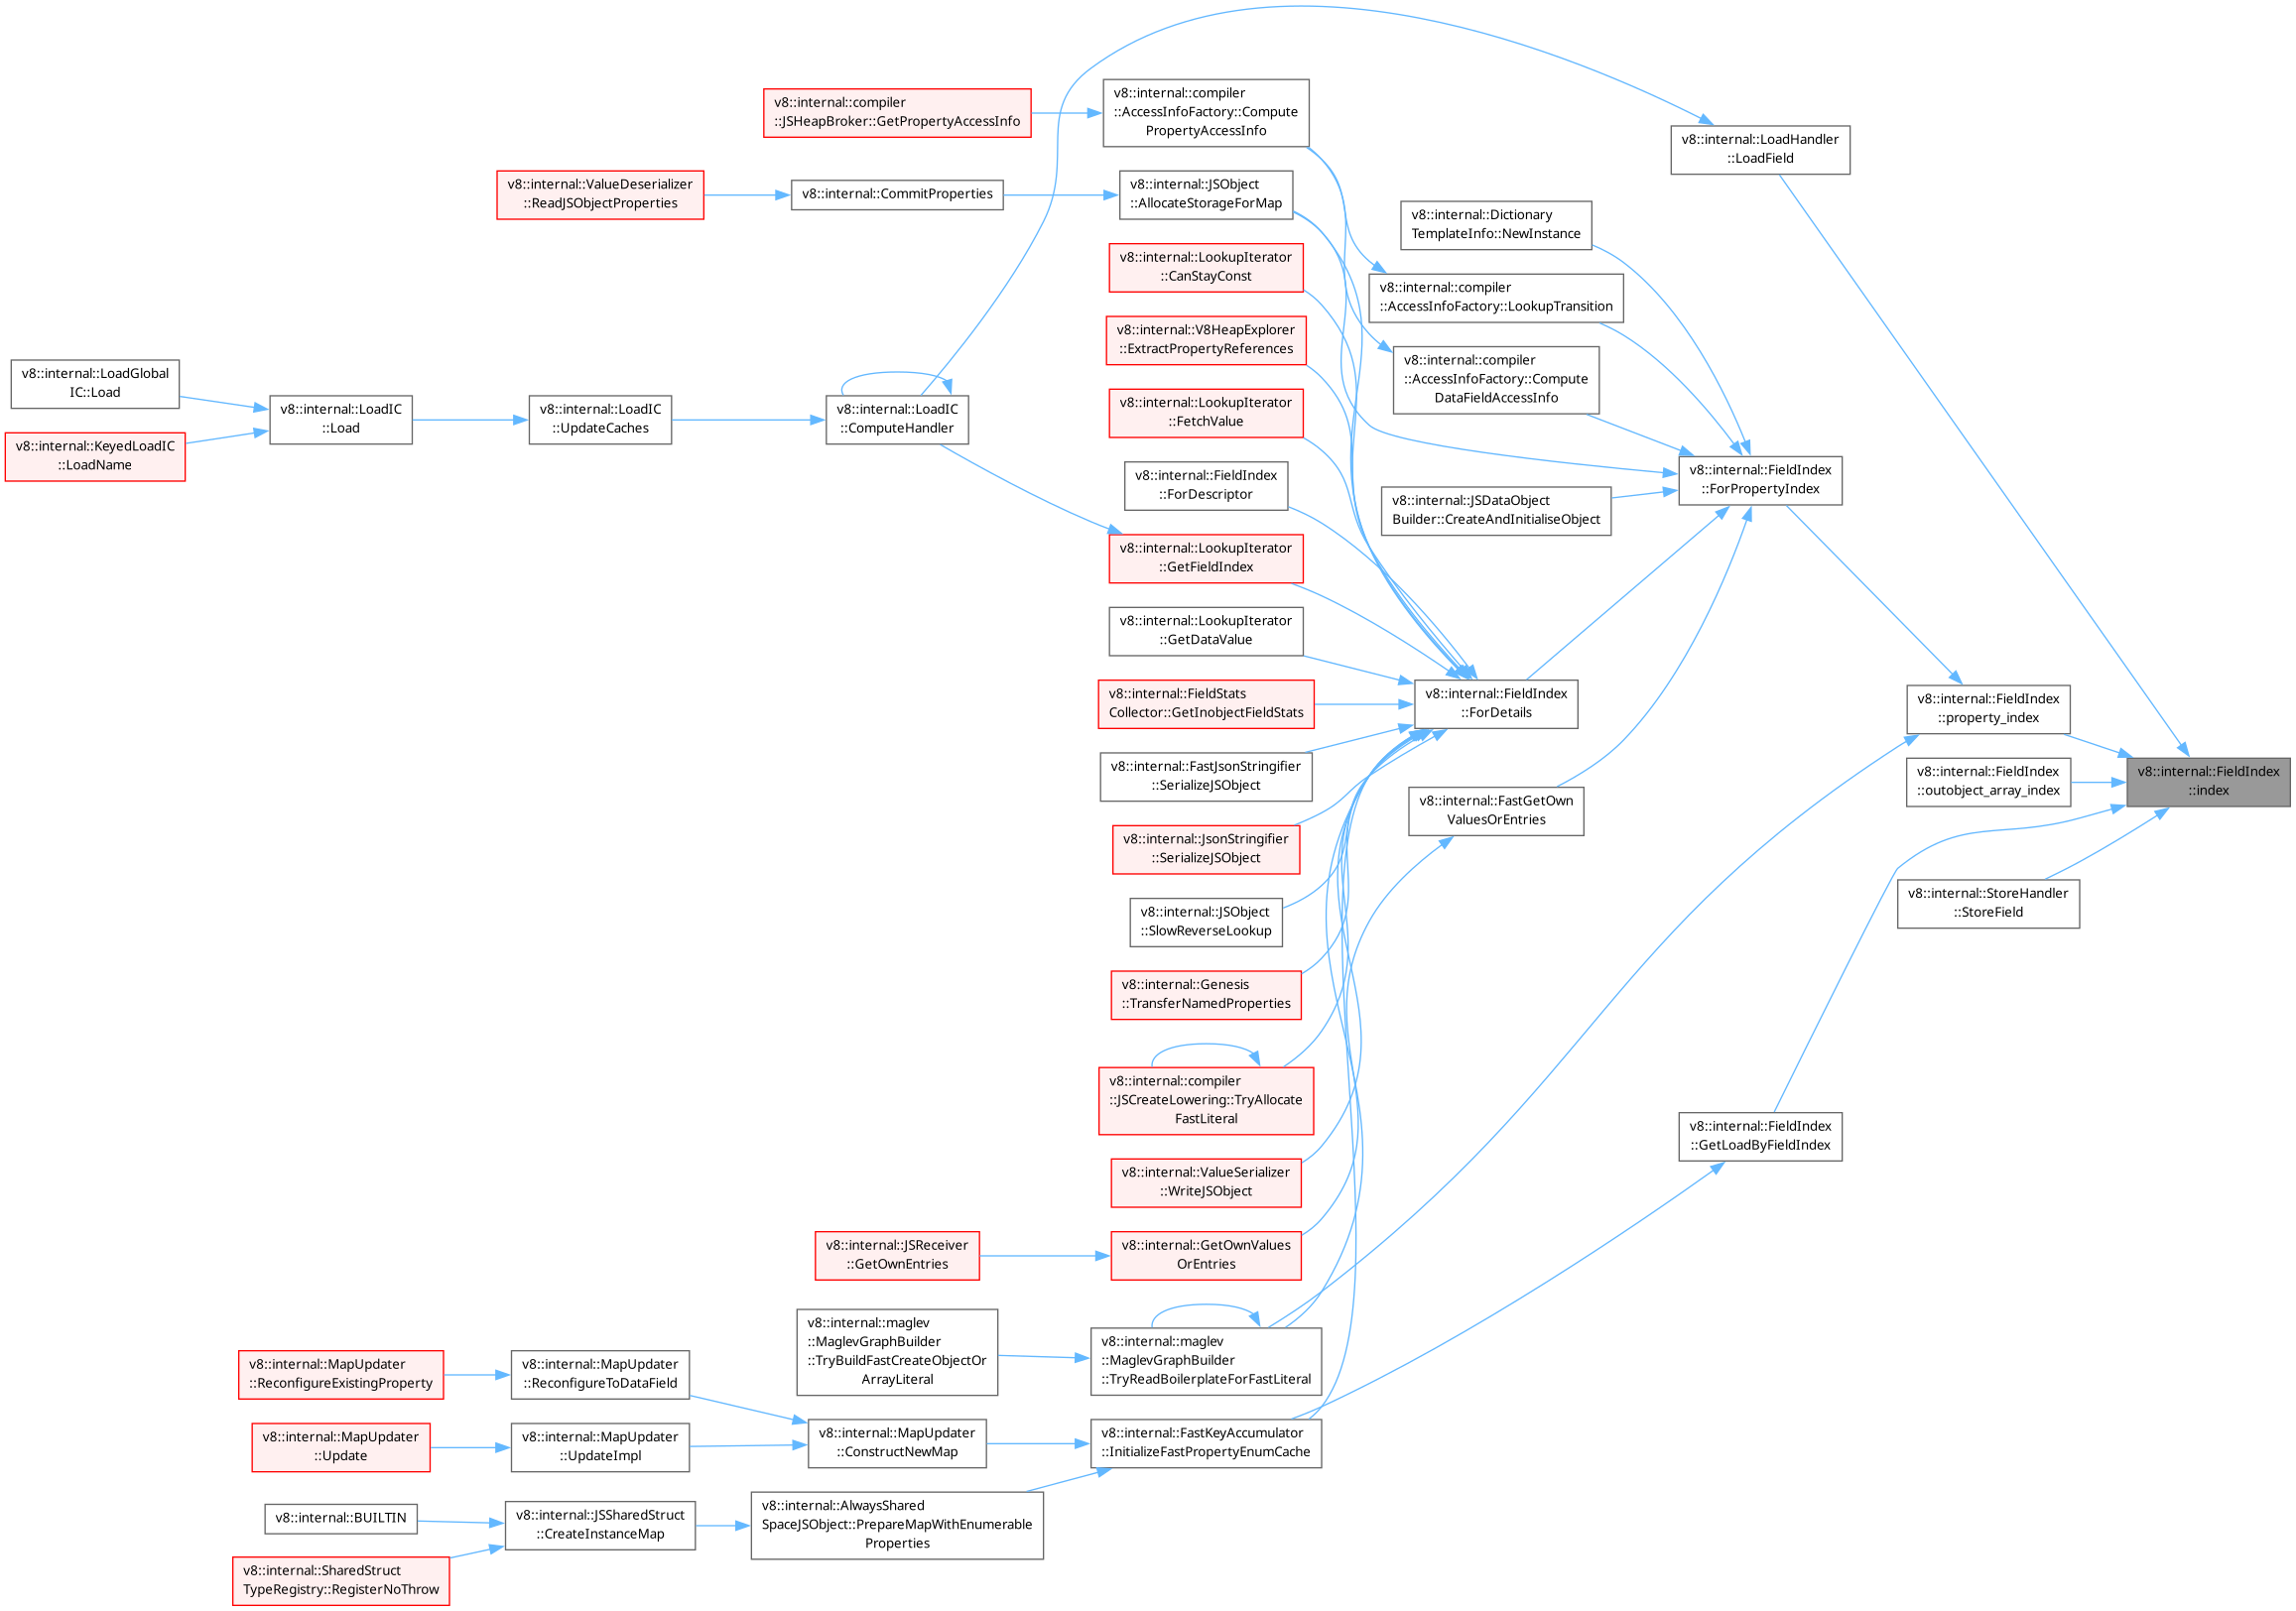 v8::internal::compiler
::JSHeapBroker::GetPropertyAccessInfo
v8::internal::compiler
::AccessInfoFactory::Compute
PropertyAccessInfo
v8::internal::LoadHandler
::LoadField
v8::internal::ValueDeserializer
::ReadJSObjectProperties
v8::internal::CommitProperties
v8::internal::JSObject
::AllocateStorageForMap
v8::internal::Dictionary
TemplateInfo::NewInstance
v8::internal::LookupIterator
::CanStayConst
v8::internal::compiler
::AccessInfoFactory::LookupTransition
v8::internal::V8HeapExplorer
::ExtractPropertyReferences
v8::internal::compiler
::AccessInfoFactory::Compute
DataFieldAccessInfo
v8::internal::LoadGlobal
IC::Load
v8::internal::KeyedLoadIC
::LoadName
v8::internal::LoadIC
::Load
v8::internal::LoadIC
::UpdateCaches
v8::internal::LoadIC
::ComputeHandler
v8::internal::LookupIterator
::FetchValue
v8::internal::FieldIndex
::ForDescriptor
v8::internal::FieldIndex
::ForPropertyIndex
v8::internal::JSDataObject
Builder::CreateAndInitialiseObject
v8::internal::LookupIterator
::GetFieldIndex
v8::internal::LookupIterator
::GetDataValue
v8::internal::FieldStats
Collector::GetInobjectFieldStats
v8::internal::FieldIndex
::ForDetails
v8::internal::FieldIndex
::property_index
v8::internal::FastJsonStringifier
::SerializeJSObject
v8::internal::FieldIndex
::outobject_array_index
v8::internal::FieldIndex
::index
v8::internal::FastGetOwn
ValuesOrEntries
v8::internal::JsonStringifier
::SerializeJSObject
v8::internal::StoreHandler
::StoreField
v8::internal::JSObject
::SlowReverseLookup
v8::internal::Genesis
::TransferNamedProperties
v8::internal::compiler
::JSCreateLowering::TryAllocate
FastLiteral
v8::internal::FieldIndex
::GetLoadByFieldIndex
v8::internal::ValueSerializer
::WriteJSObject
v8::internal::JSReceiver
::GetOwnEntries
v8::internal::GetOwnValues
OrEntries
v8::internal::maglev
::MaglevGraphBuilder
::TryBuildFastCreateObjectOr
ArrayLiteral
v8::internal::maglev
::MaglevGraphBuilder
::TryReadBoilerplateForFastLiteral
v8::internal::MapUpdater
::ReconfigureExistingProperty
v8::internal::MapUpdater
::ReconfigureToDataField
v8::internal::MapUpdater
::Update
v8::internal::MapUpdater
::UpdateImpl
v8::internal::MapUpdater
::ConstructNewMap
v8::internal::FastKeyAccumulator
::InitializeFastPropertyEnumCache
v8::internal::BUILTIN
v8::internal::SharedStruct
TypeRegistry::RegisterNoThrow
v8::internal::JSSharedStruct
::CreateInstanceMap
v8::internal::AlwaysShared
SpaceJSObject::PrepareMapWithEnumerable
Properties